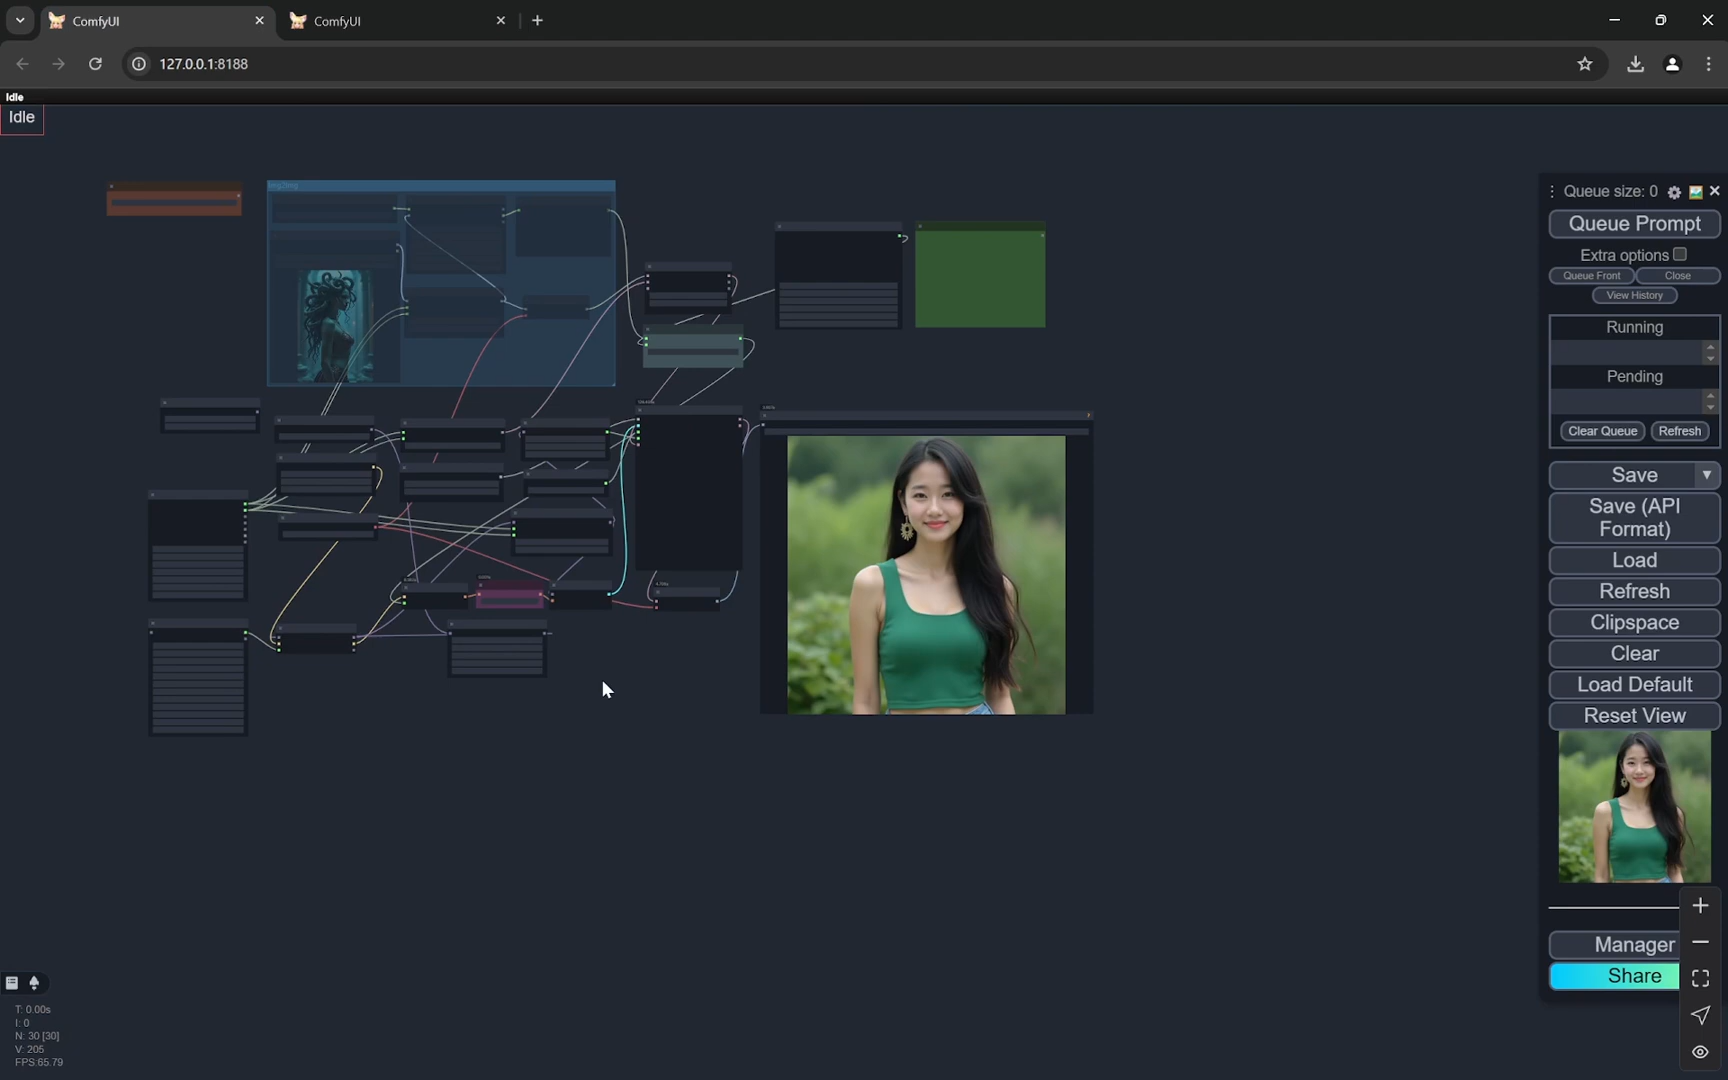 ComfyUI
ComfyUI
127.0.0.1:8188
Idle
Idle
Queue size: 0
Queue Prompt
Extra options
Queue Front
Close
View History
Running
Pending
Clear Queue
Refresh
Save
Save (API
Format)
Load
Refresh
Clipspace
Clear
Load Default
Reset View
Manager
Share
T: 0.00s
I: 0
N: 30 [30]
V: 205
FPS:65.79